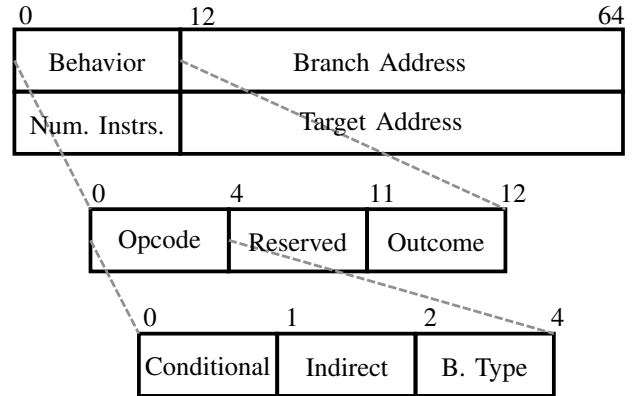 0 12 64
Behavior Branch Address
Num. Instrs. Target Address
0 4 11 12
Opcode Reserved Outcome
0 1 2 4
Conditional Indirect B. Type